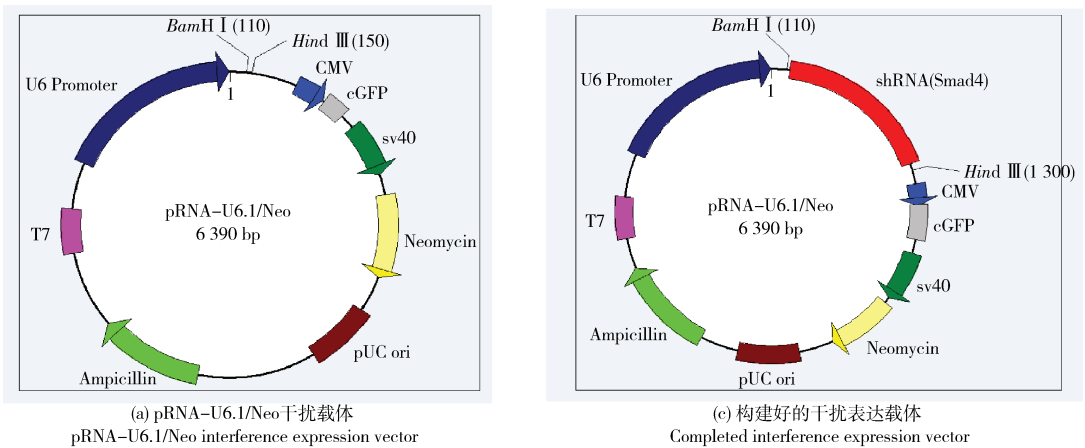 BamHⅠ(110)
Hind Ⅲ(150)
U6 Promoter
1
CMV
cGFP
sv40
pRNA-U6.1/Neo
6 390 bp
T7
Neomycin
pUC ori
Ampicillin
(a) pRNA-U6.1/Neo干扰载体
pRNA-U6.1/Neo interference expression vector
BamHⅠ(110)
U6 Promoter
1
shRNA(Smad4)
Hind Ⅲ(1 300)
CMV
pRNA-U6.1/Neo
6 390 bp
T7
cGFP
sv40
Ampicillin
Neomycin
pUC ori
(c) 构建好的干扰表达载体
Completed interference expression vector